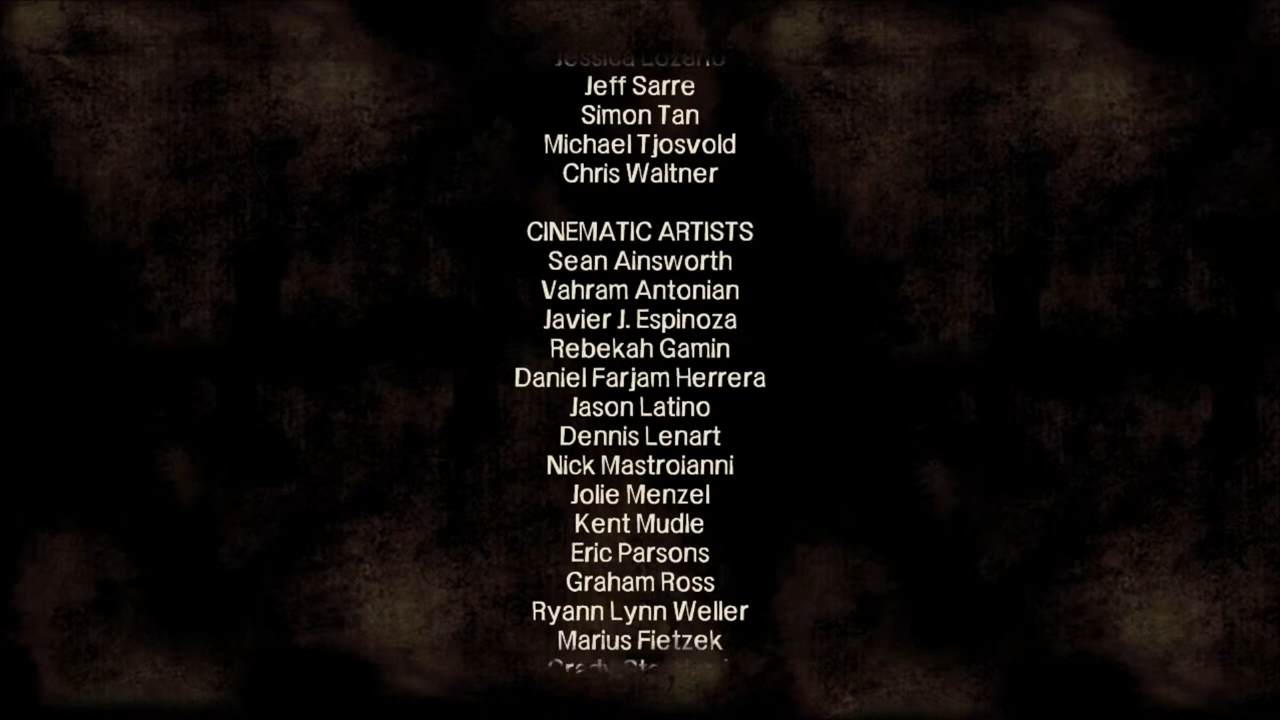 Jessica Lozano
Jeff Sarre
Simon Tan
Michael Tjosvold
Chris Waltner
CINEMATIC ARTISTS
Sean Ainsworth
Vahram Antonian
Javier J. Espinoza
Rebekah Gamin
Daniel Farjam Herrera
Jason Latino
Dennis Lenart
Nick Mastroianni
Jolie Menzel
Kent Mudle
Eric Parsons
Graham Ross
Ryann Lynn Weller
Marius Fietzek